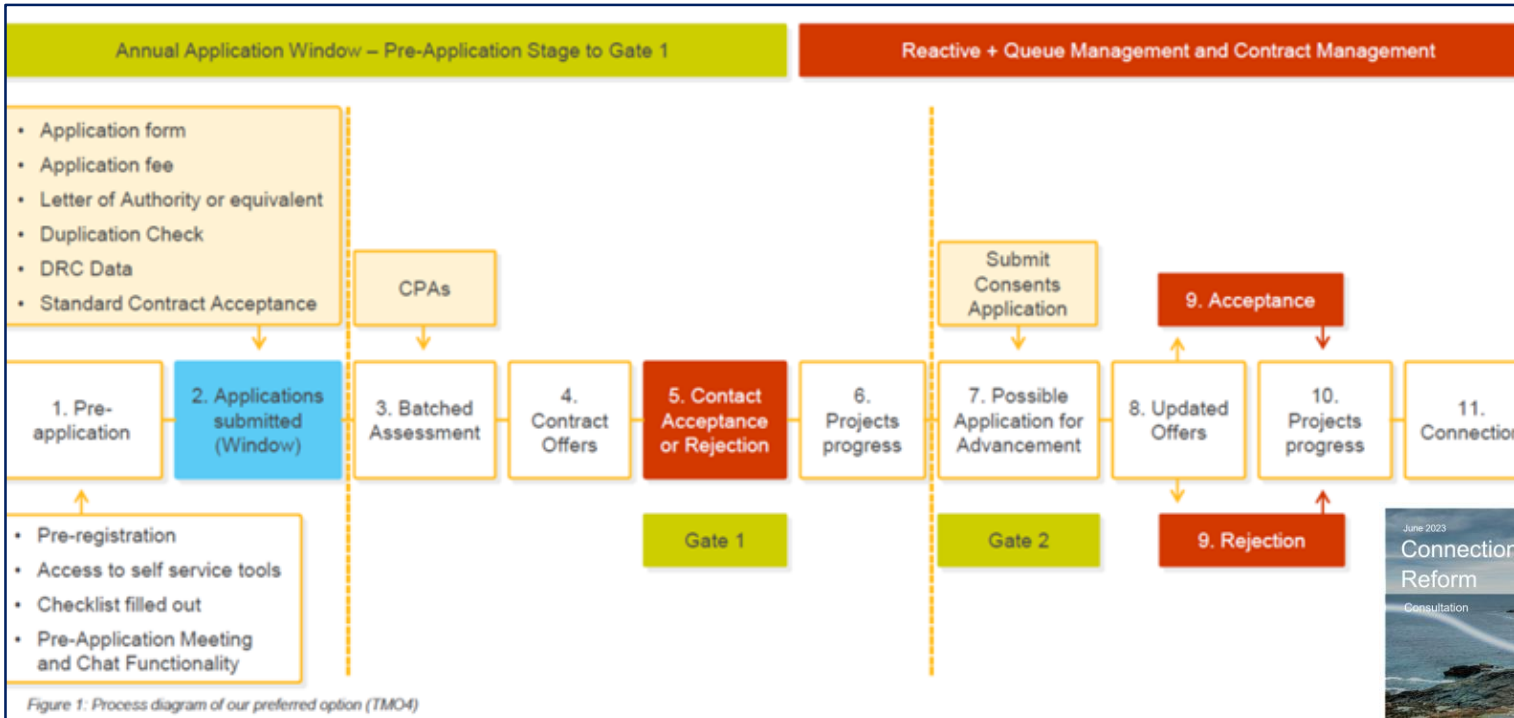 Annual Application Window – Pre-Application Stage to Gate 1
Reactive + Queue Management and Contract Management
• Application form
• Application fee
• Letter of Authority or equivalent
• Duplication Check
• DRC Data
• Standard Contract Acceptance
CPAs
Submit
Consents
Application
9. Acceptance
1. Pre-
application
2. Applications
submitted
(Window)
3. Batched
Assessment
4.
Contract
Offers
5. Contact
Acceptance
or Rejection
6.
Projects
progress
7. Possible
Application for
Advancement
8. Updated
Offers
10.
Projects
progress
11.
Connection
Gate 1
Gate 2
9. Rejection
• Pre-registration
• Access to self service tools
• Checklist filled out
• Pre-Application Meeting
and Chat Functionality
June 2023
Connection
Reform
Consultation
Figure 1: Process diagram of our preferred option (TMO4)